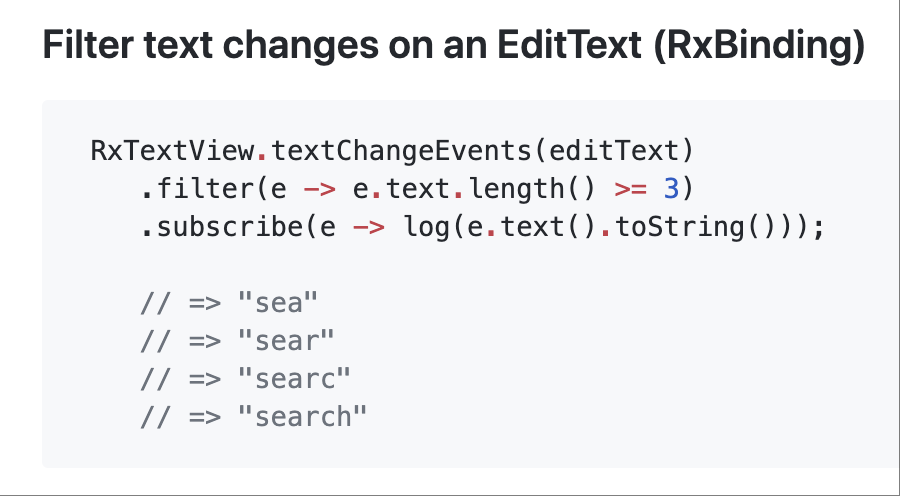 Filter text changes on an EditText (RxBinding)
RxTextView.textChangeEvents(editText)
.filter(e -> e.text.length() >= 3)
.subscribe(e -> log(e.text().toString()));
// => "sea"
// => "sear"
// => "searc"
// => "search"